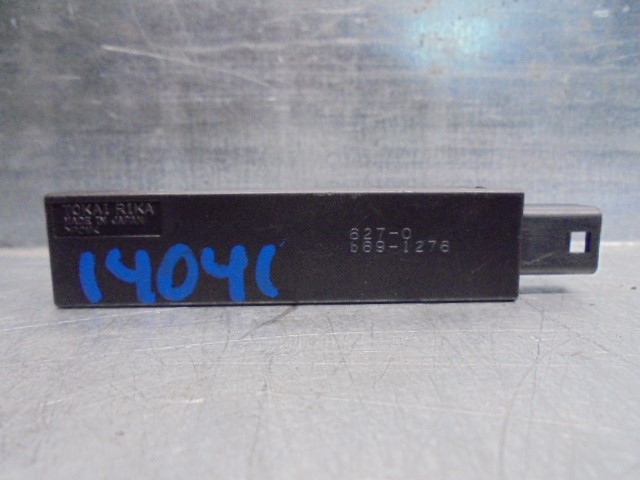 TOKAI RIKA
MADE IN JAPAN
14041
627-0
b69-1276